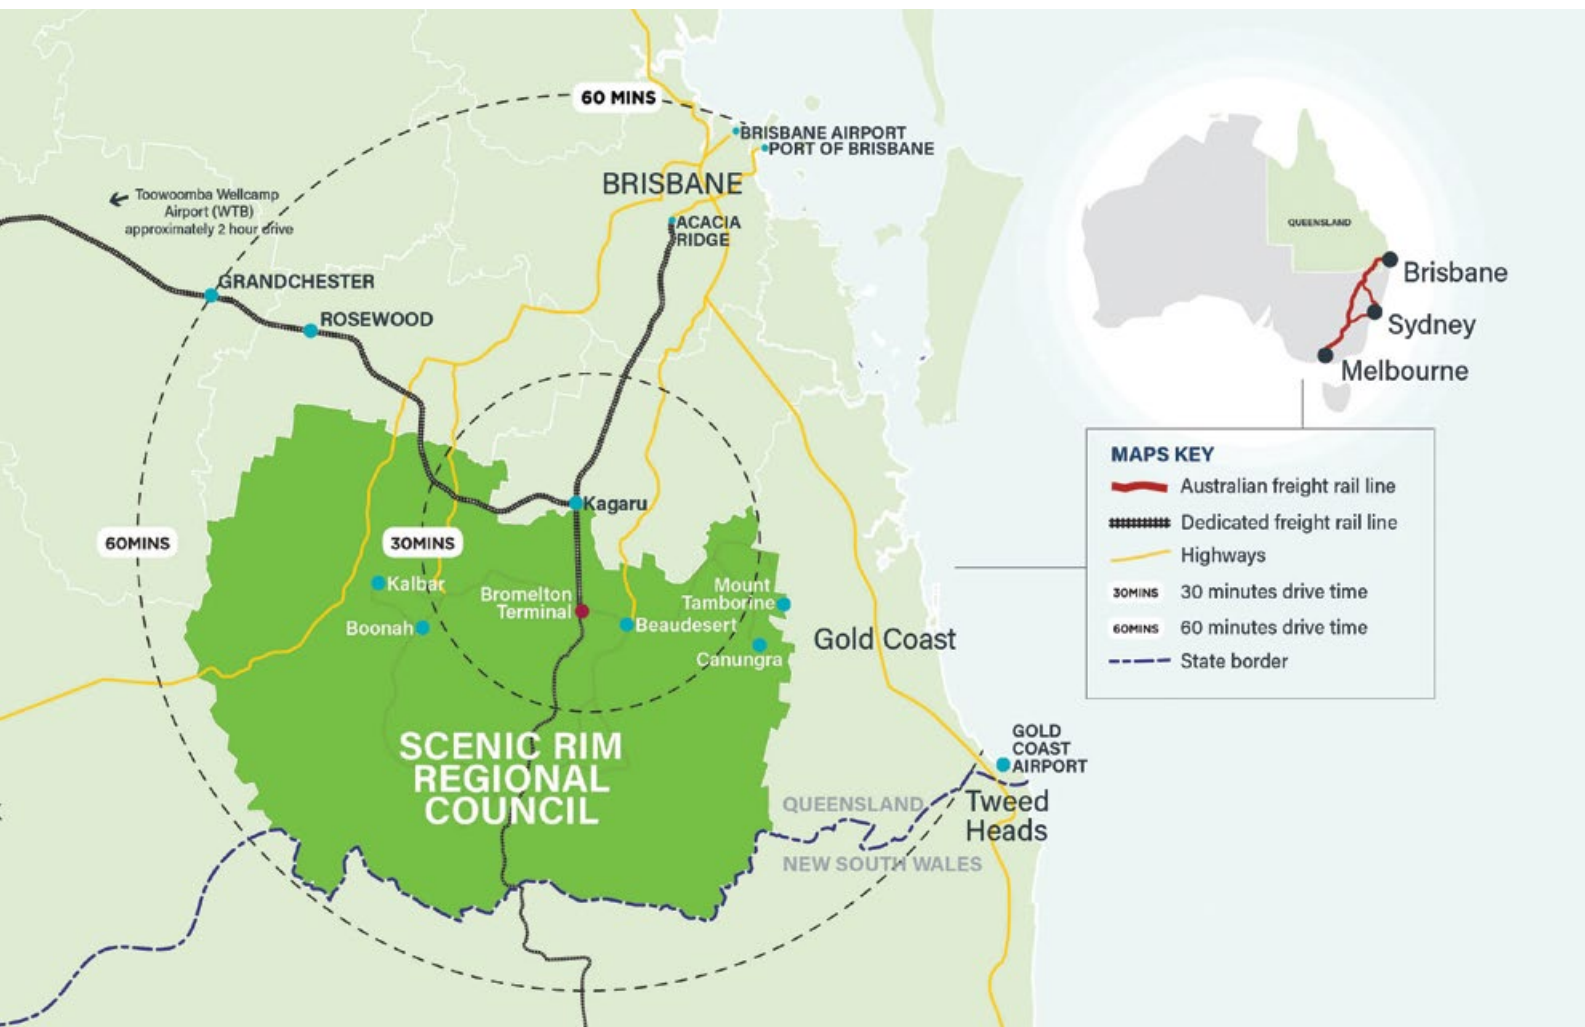 60 MINS
BRISBANE AIRPORT
PORT OF BRISBANE
BRISBANE
Toowoomba Wellcamp
Airport (WTB)
approximately 2 hour drive
ACACIA
RIDGE
GRANDCHESTER
ROSEWOOD
Kagaru
60MINS
30MINS
Kalbar
Bromelton
Terminal
Mount
Tamborine
Boonah
Beaudesert
Canungra
Gold Coast
SCENIC RIM
REGIONAL
COUNCIL
GOLD
COAST
AIRPORT
QUEENSLAND
Tweed
Heads
NEW SOUTH WALES
QUEENSLAND
Brisbane
Sydney
Melbourne
MAPS KEY
Australian freight rail line
Dedicated freight rail line
Highways
30MINS 30 minutes drive time
60MINS 60 minutes drive time
State border